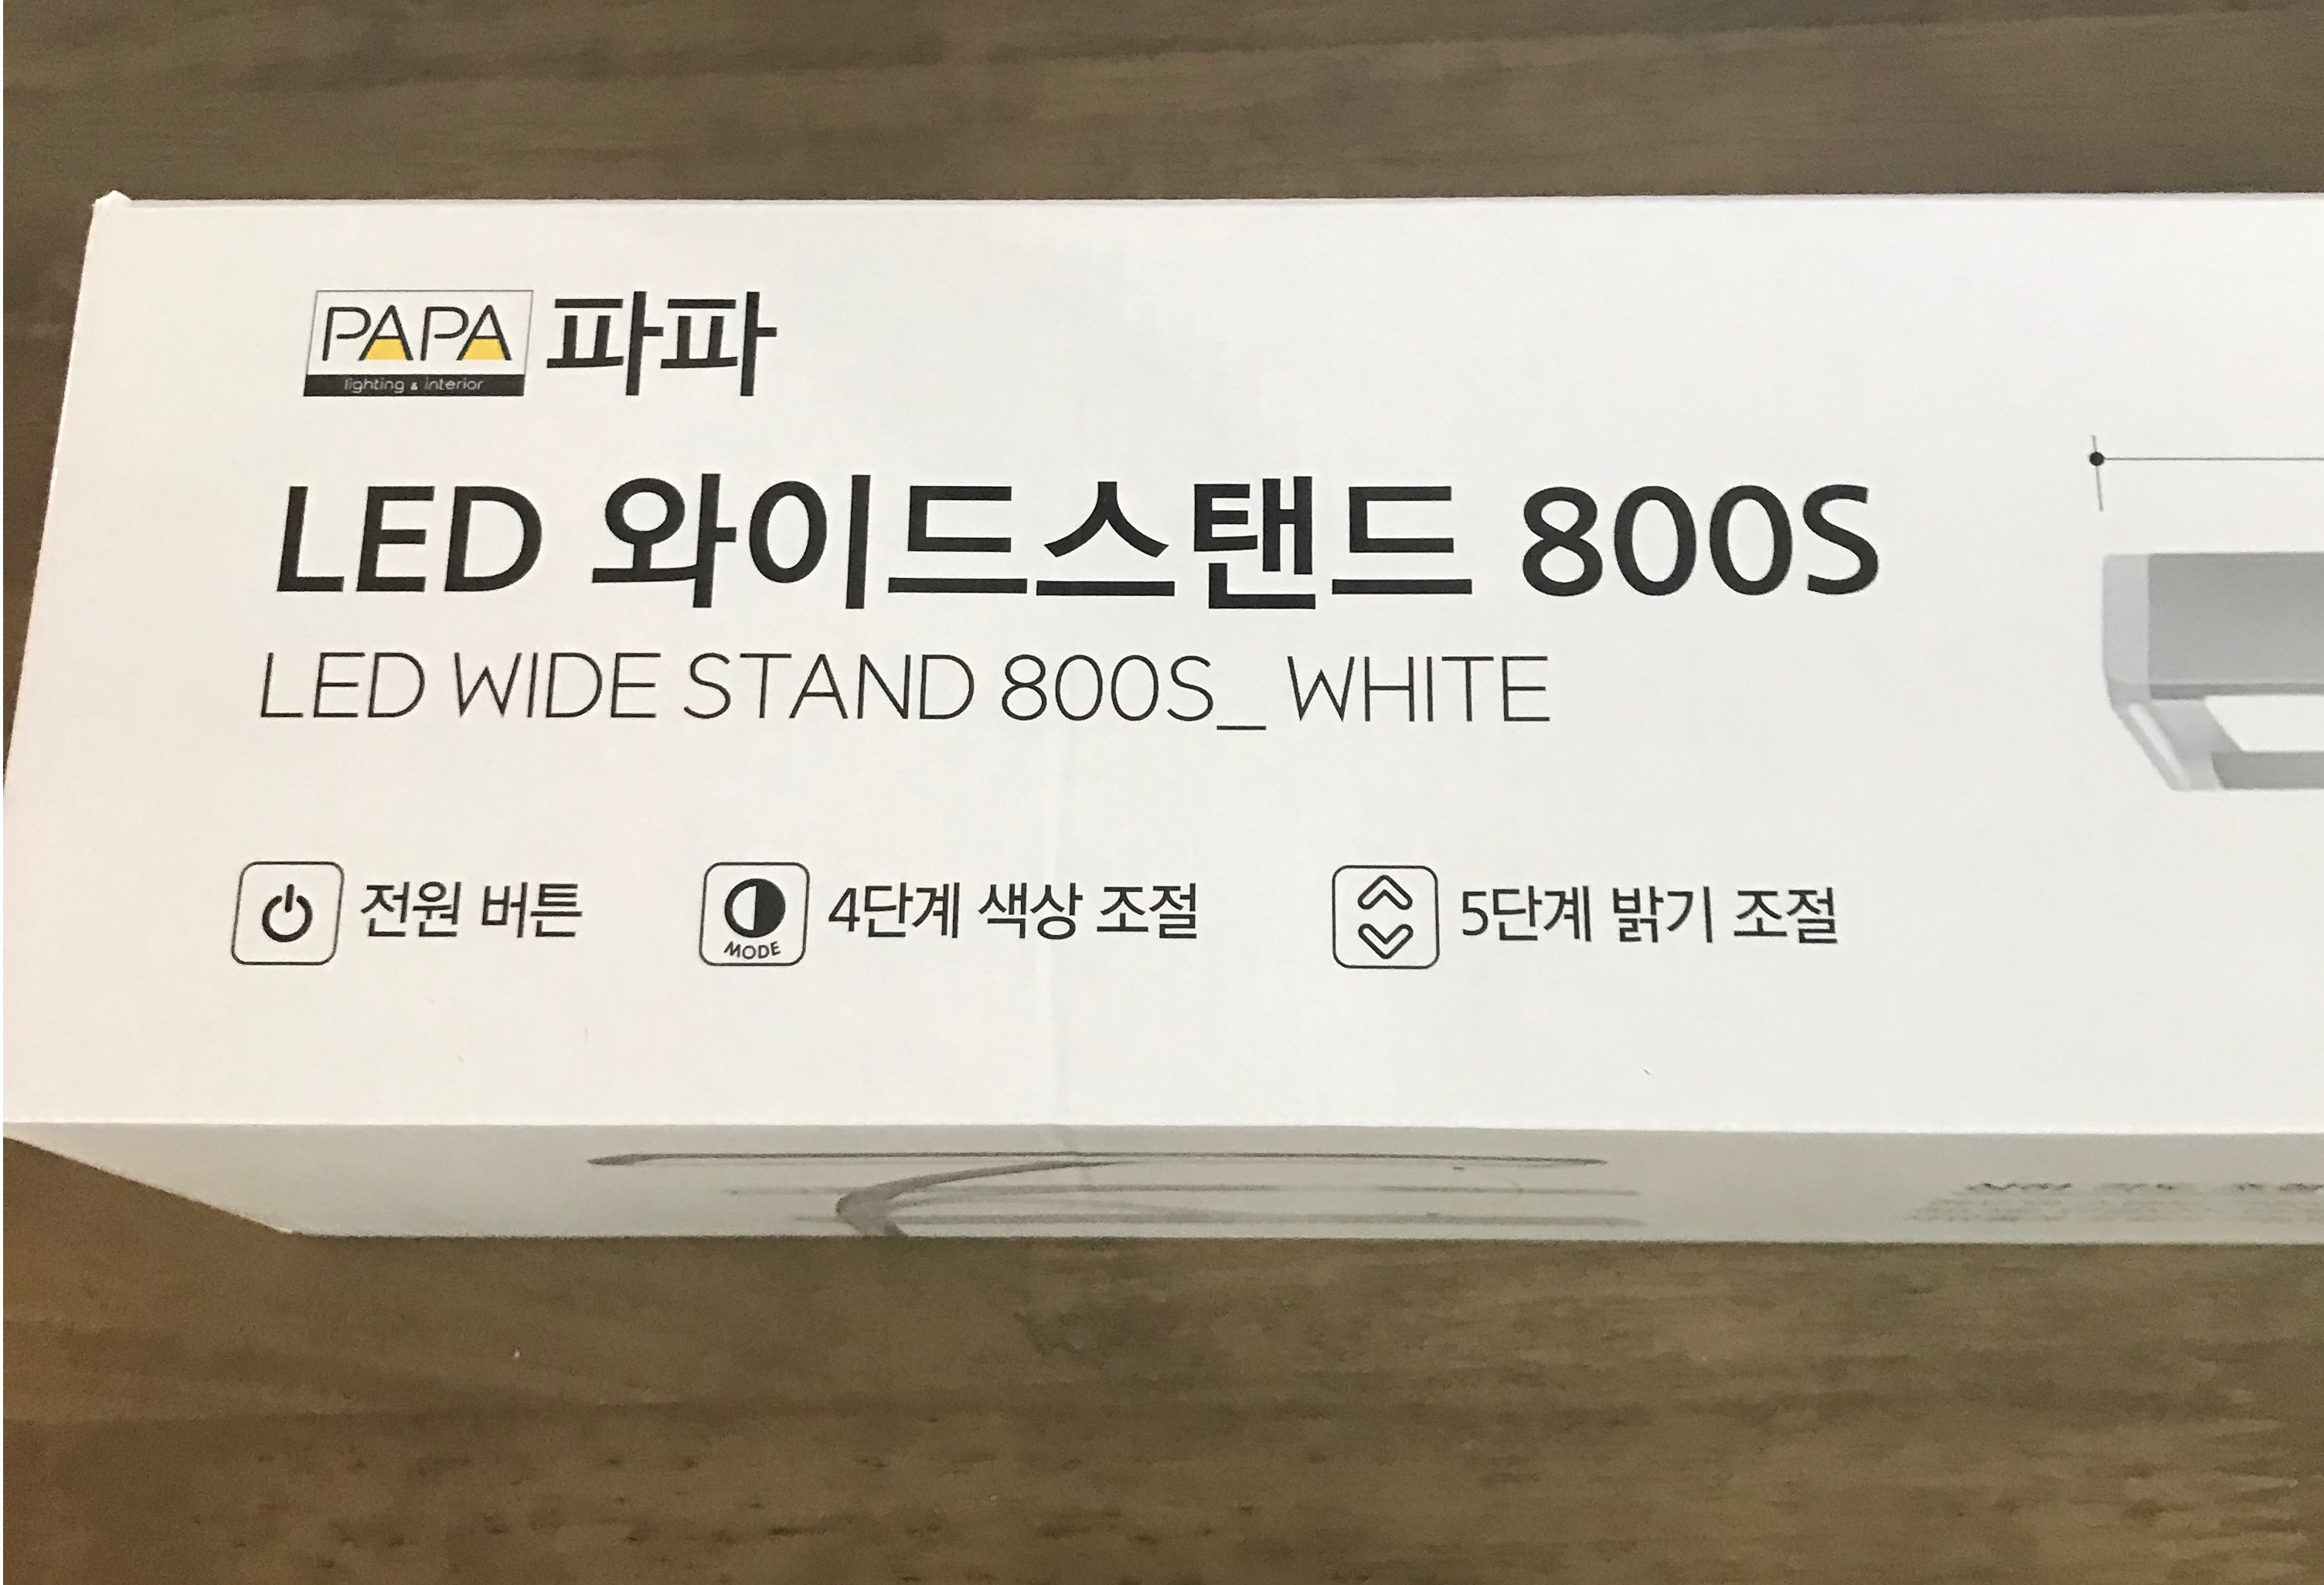 PAPA 파파
lighting & interior
LED 와이드스탠드 800S
LED WIDE STAND 800S_ WHITE
전원 버튼
MODE 4단계 색상 조절
5단계 밝기 조절